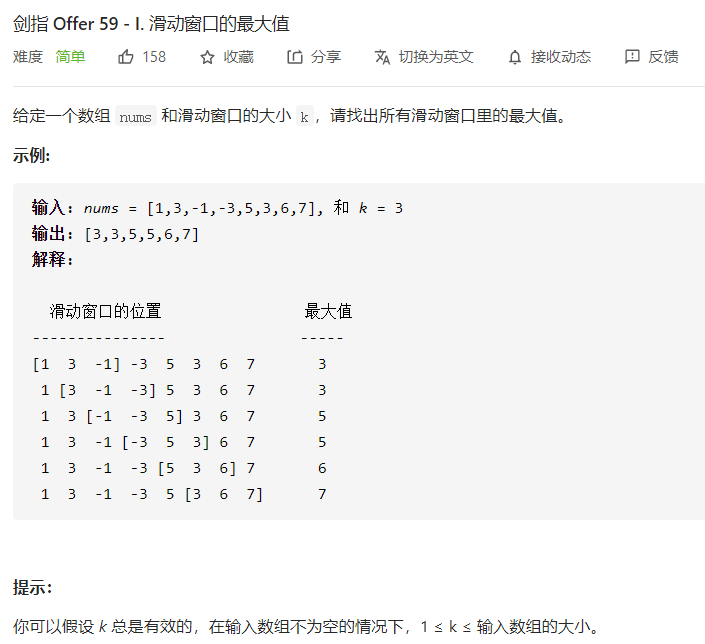 剑指 Offer 59 - I. 滑动窗口的最大值
难度 简单 158 收藏 分享 切换为英文 接收动态 反馈
给定一个数组 nums 和滑动窗口的大小 k，请找出所有滑动窗口里的最大值。
示例:
输入: nums = [1,3,-1,-3,5,3,6,7], 和 k = 3
输出: [3,3,5,5,6,7]
解释:
滑动窗口的位置 最大值
--------------- -----
[1 3 -1] -3 5 3 6 7 3
1 [3 -1 -3] 5 3 6 7 3
1 3 [-1 -3 5] 3 6 7 5
1 3 -1 [-3 5 3] 6 7 5
1 3 -1 -3 [5 3 6] 7 6
1 3 -1 -3 5 [3 6 7] 7
提示：
你可以假设 k 总是有效的，在输入数组不为空的情况下，1 ≤ k ≤ 输入数组的大小。